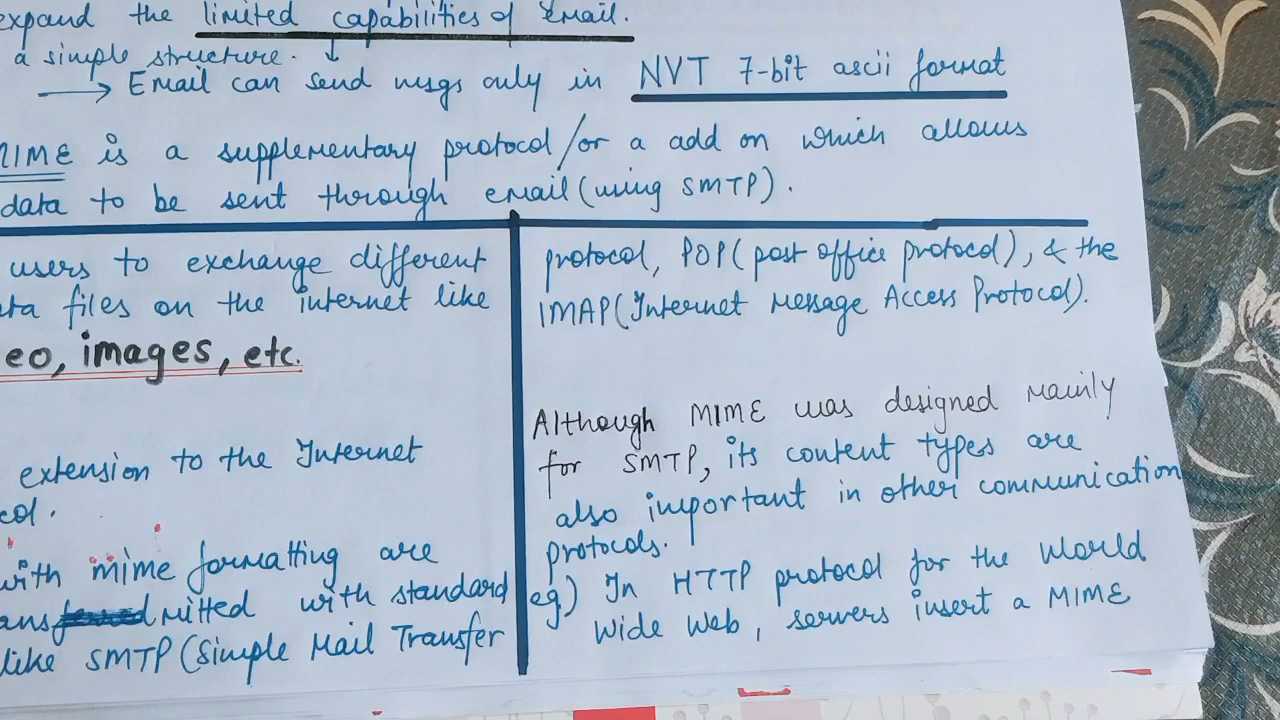 expand the limited capabilities of Email.
a simple structure.
→ Email can send msgs only in NVT 7-bit ascii format
MIME is a supplementary protocol/or a add on which allows
data to be sent through email (using SMTP).
users to exchange different
ta files on the internet like
eo, images, etc.
extension to the Internet
col.
with mime formatting are
ans mitted with standard
like SMTP (Simple Mail Transfer
protocol, POP (post office protocol), & the
IMAP (Internet Message Access Protocol).
Although MIME was designed mainly
for SMTP, its content types are
also important in other communication
protocols.
eg) In HTTP protocol for the World
Wide Web, servers insert a MIME